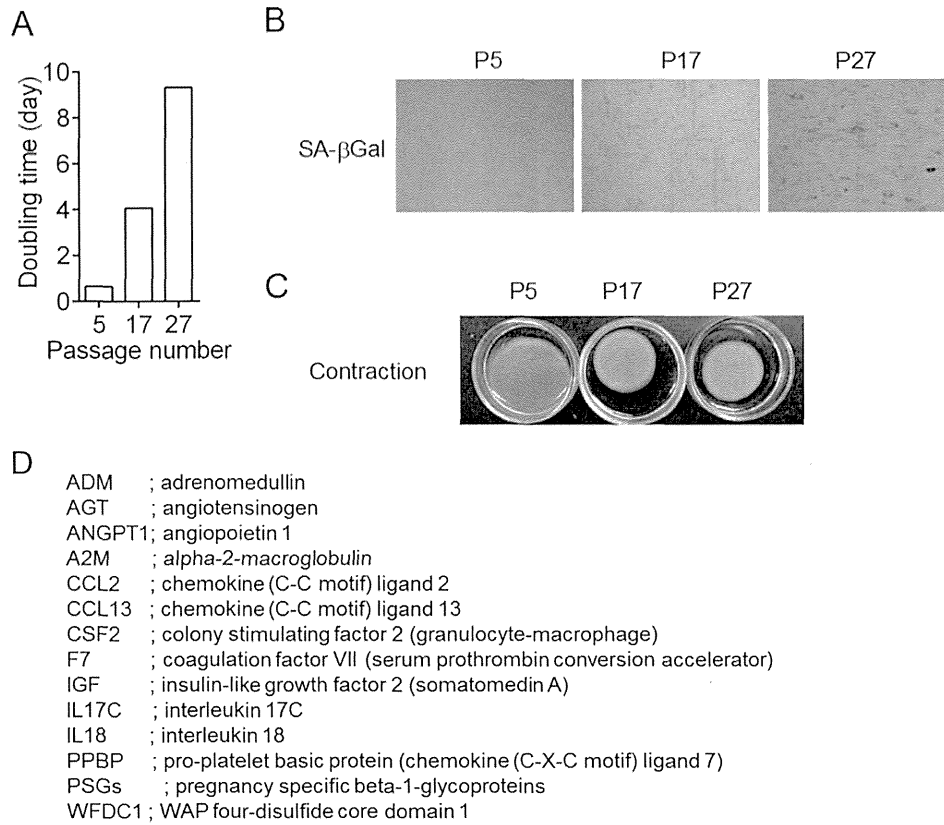 A
Doubling time (day)
10
8
6
4
2
0
5 17 27
Passage number
B
P5 P17 P27
SA-βGal
C
P5 P17 P27
Contraction
D
ADM ; adrenomedullin
AGT ; angiotensinogen
ANGPT1; angiopoietin 1
A2M ; alpha-2-macroglobulin
CCL2 ; chemokine (C-C motif) ligand 2
CCL13 ; chemokine (C-C motif) ligand 13
CSF2 ; colony stimulating factor 2 (granulocyte-macrophage)
F7 ; coagulation factor VII (serum prothrombin conversion accelerator)
IGF ; insulin-like growth factor 2 (somatomedin A)
IL17C ; interleukin 17C
IL18 ; interleukin 18
PPBP ; pro-platelet basic protein (chemokine (C-X-C motif) ligand 7)
PSGs ; pregnancy specific beta-1-glycoproteins
WFDC1 ; WAP four-disulfide core domain 1